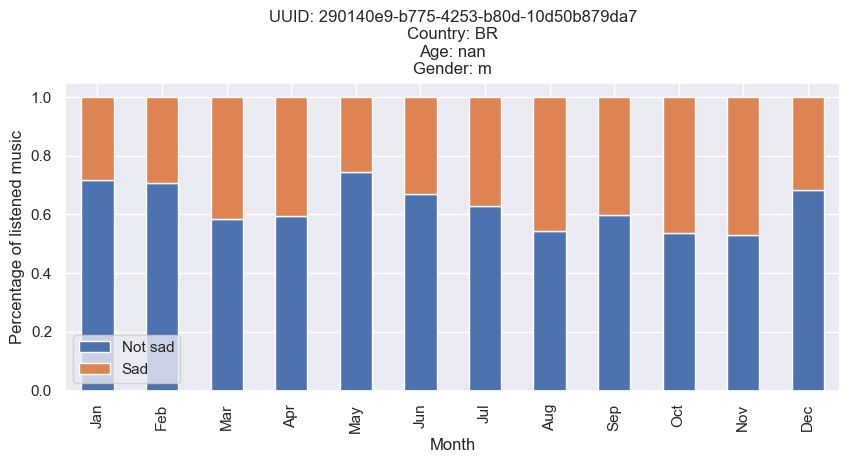 UUID: 290140e9-b775-4253-b80d-10d50b879da7
Country: BR
Age: nan
Gender: m
Percentage of listened music
1.0
0.8
0.6
0.4
0.2
0.0
Not sad
Sad
Jan
Feb
Mar
Apr
May
Jun
Jul
Aug
Sep
Oct
Nov
Dec
Month